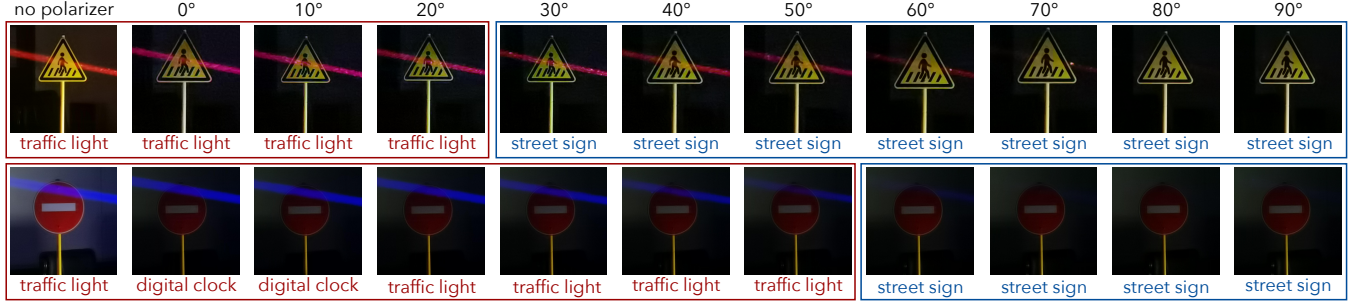 no polarizer 0° 10° 20° 30° 40° 50° 60° 70° 80° 90°
traffic light traffic light traffic light traffic light street sign street sign street sign street sign street sign street sign street sign
traffic light digital clock digital clock traffic light traffic light traffic light traffic light street sign street sign street sign street sign